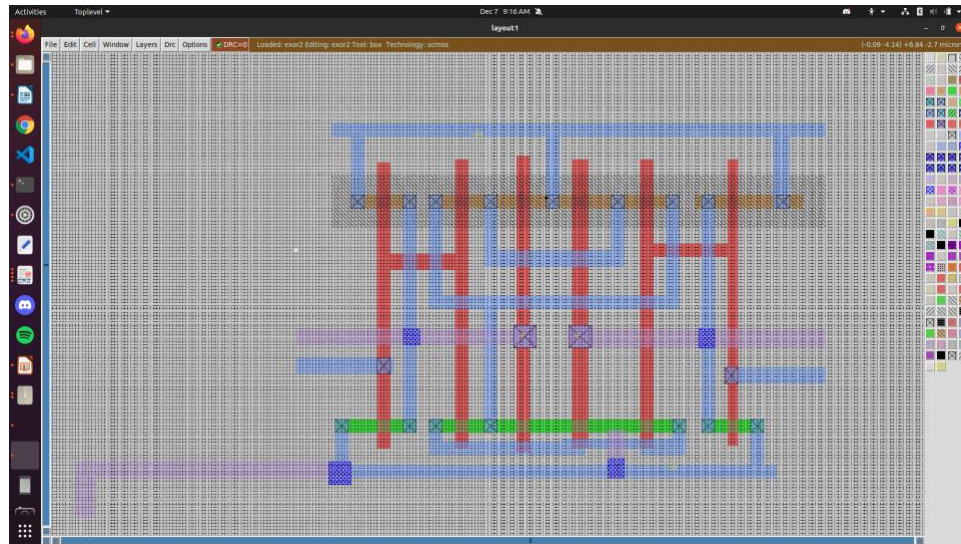 Activities Toplevel Dec 7 9:16 AM
layout1
File Edit Cell Window Layers Drc Options DRC=0 Loaded: exor2 Editing: exor2 Tool: box Technology: scmos (-0.09 -4.14) +6.84 -2.7 micron